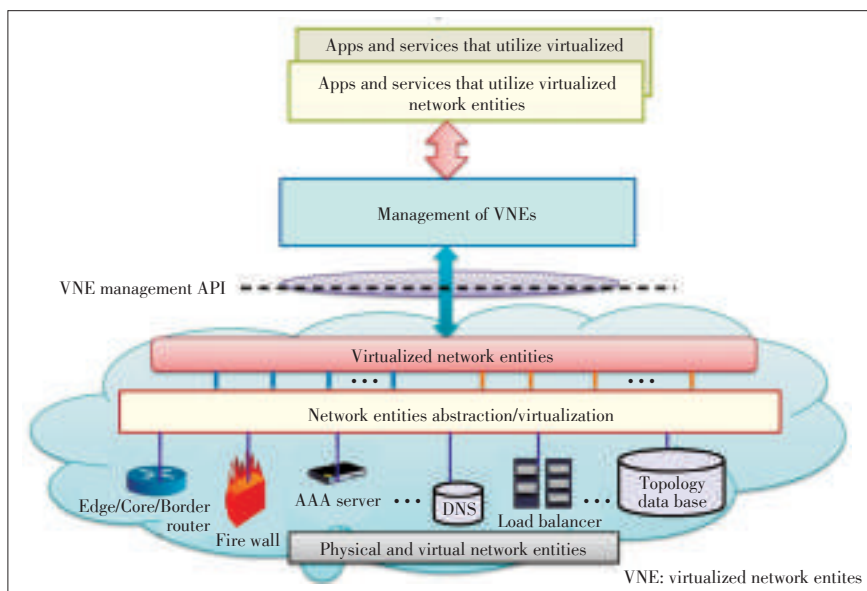 Apps and services that utilize virtualized
Apps and services that utilize virtualized
network entities
Management of VNEs
VNE management API
Virtualized network entities
• • •
• • •
Network entities abstraction/virtualization
Edge/Core/Border
router
Fire wall
AAA server
• • •
DNS
Load balancer
• • •
Topology
data base
Physical and virtual network entities
VNE: virtualized network entites